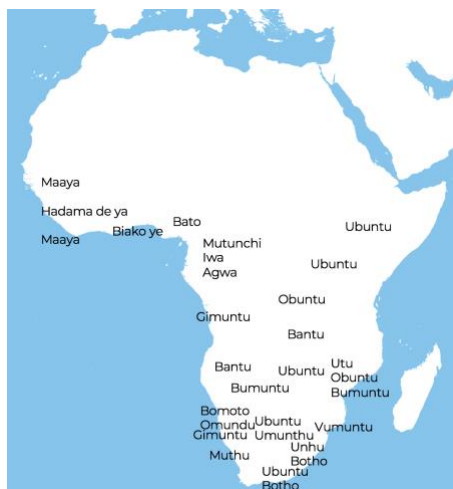 Maaya
Hadama de ya
Maaya
Biako ye
Bato
Mutunchi
Iwa
Agwa
Ubuntu
Ubuntu
Obuntu
Gimuntu
Bantu
Bantu
Bumuntu
Ubuntu
Utu
Obuntu
Bumuntu
Bomoto
Omundu
Gimuntu
Ubuntu
Umunthu
Vumuntu
Muthu
Unhu
Botho
Ubuntu
Botho